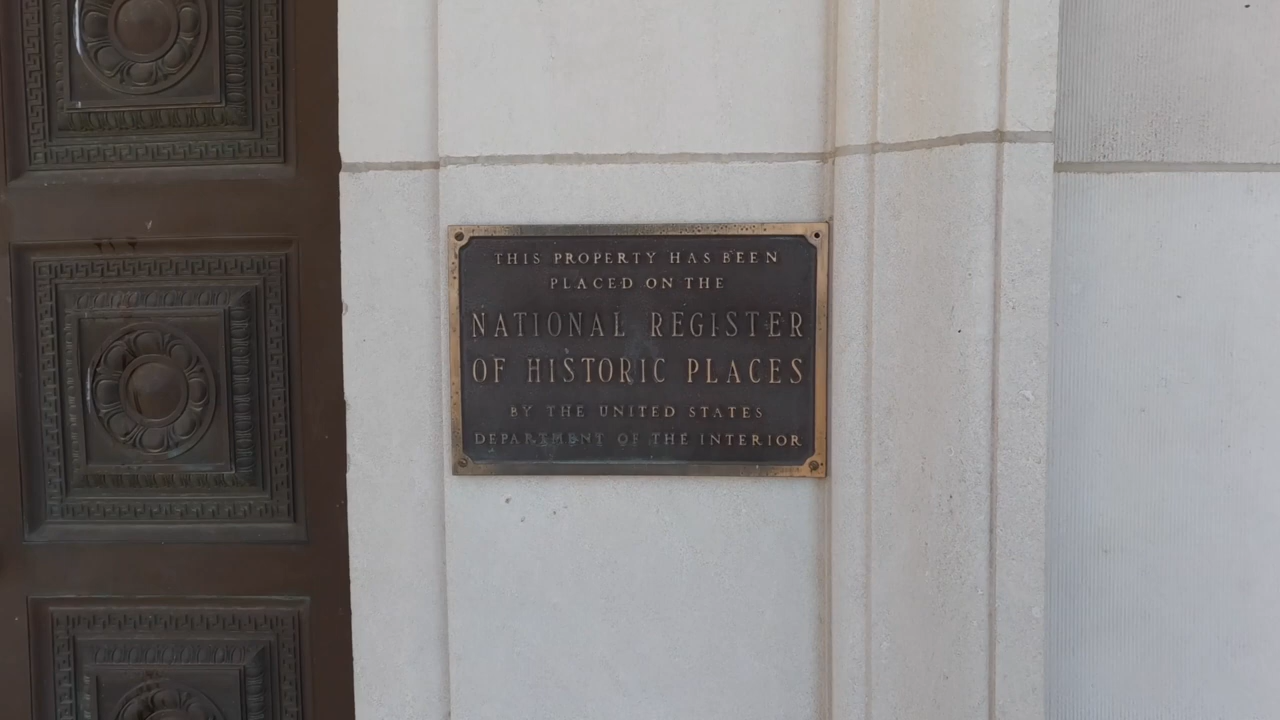 THIS PROPERTY HAS BEEN
PLACED ON THE
NATIONAL REGISTER
OF HISTORIC PLACES
BY THE UNITED STATES
DEPARTMENT OF THE INTERIOR